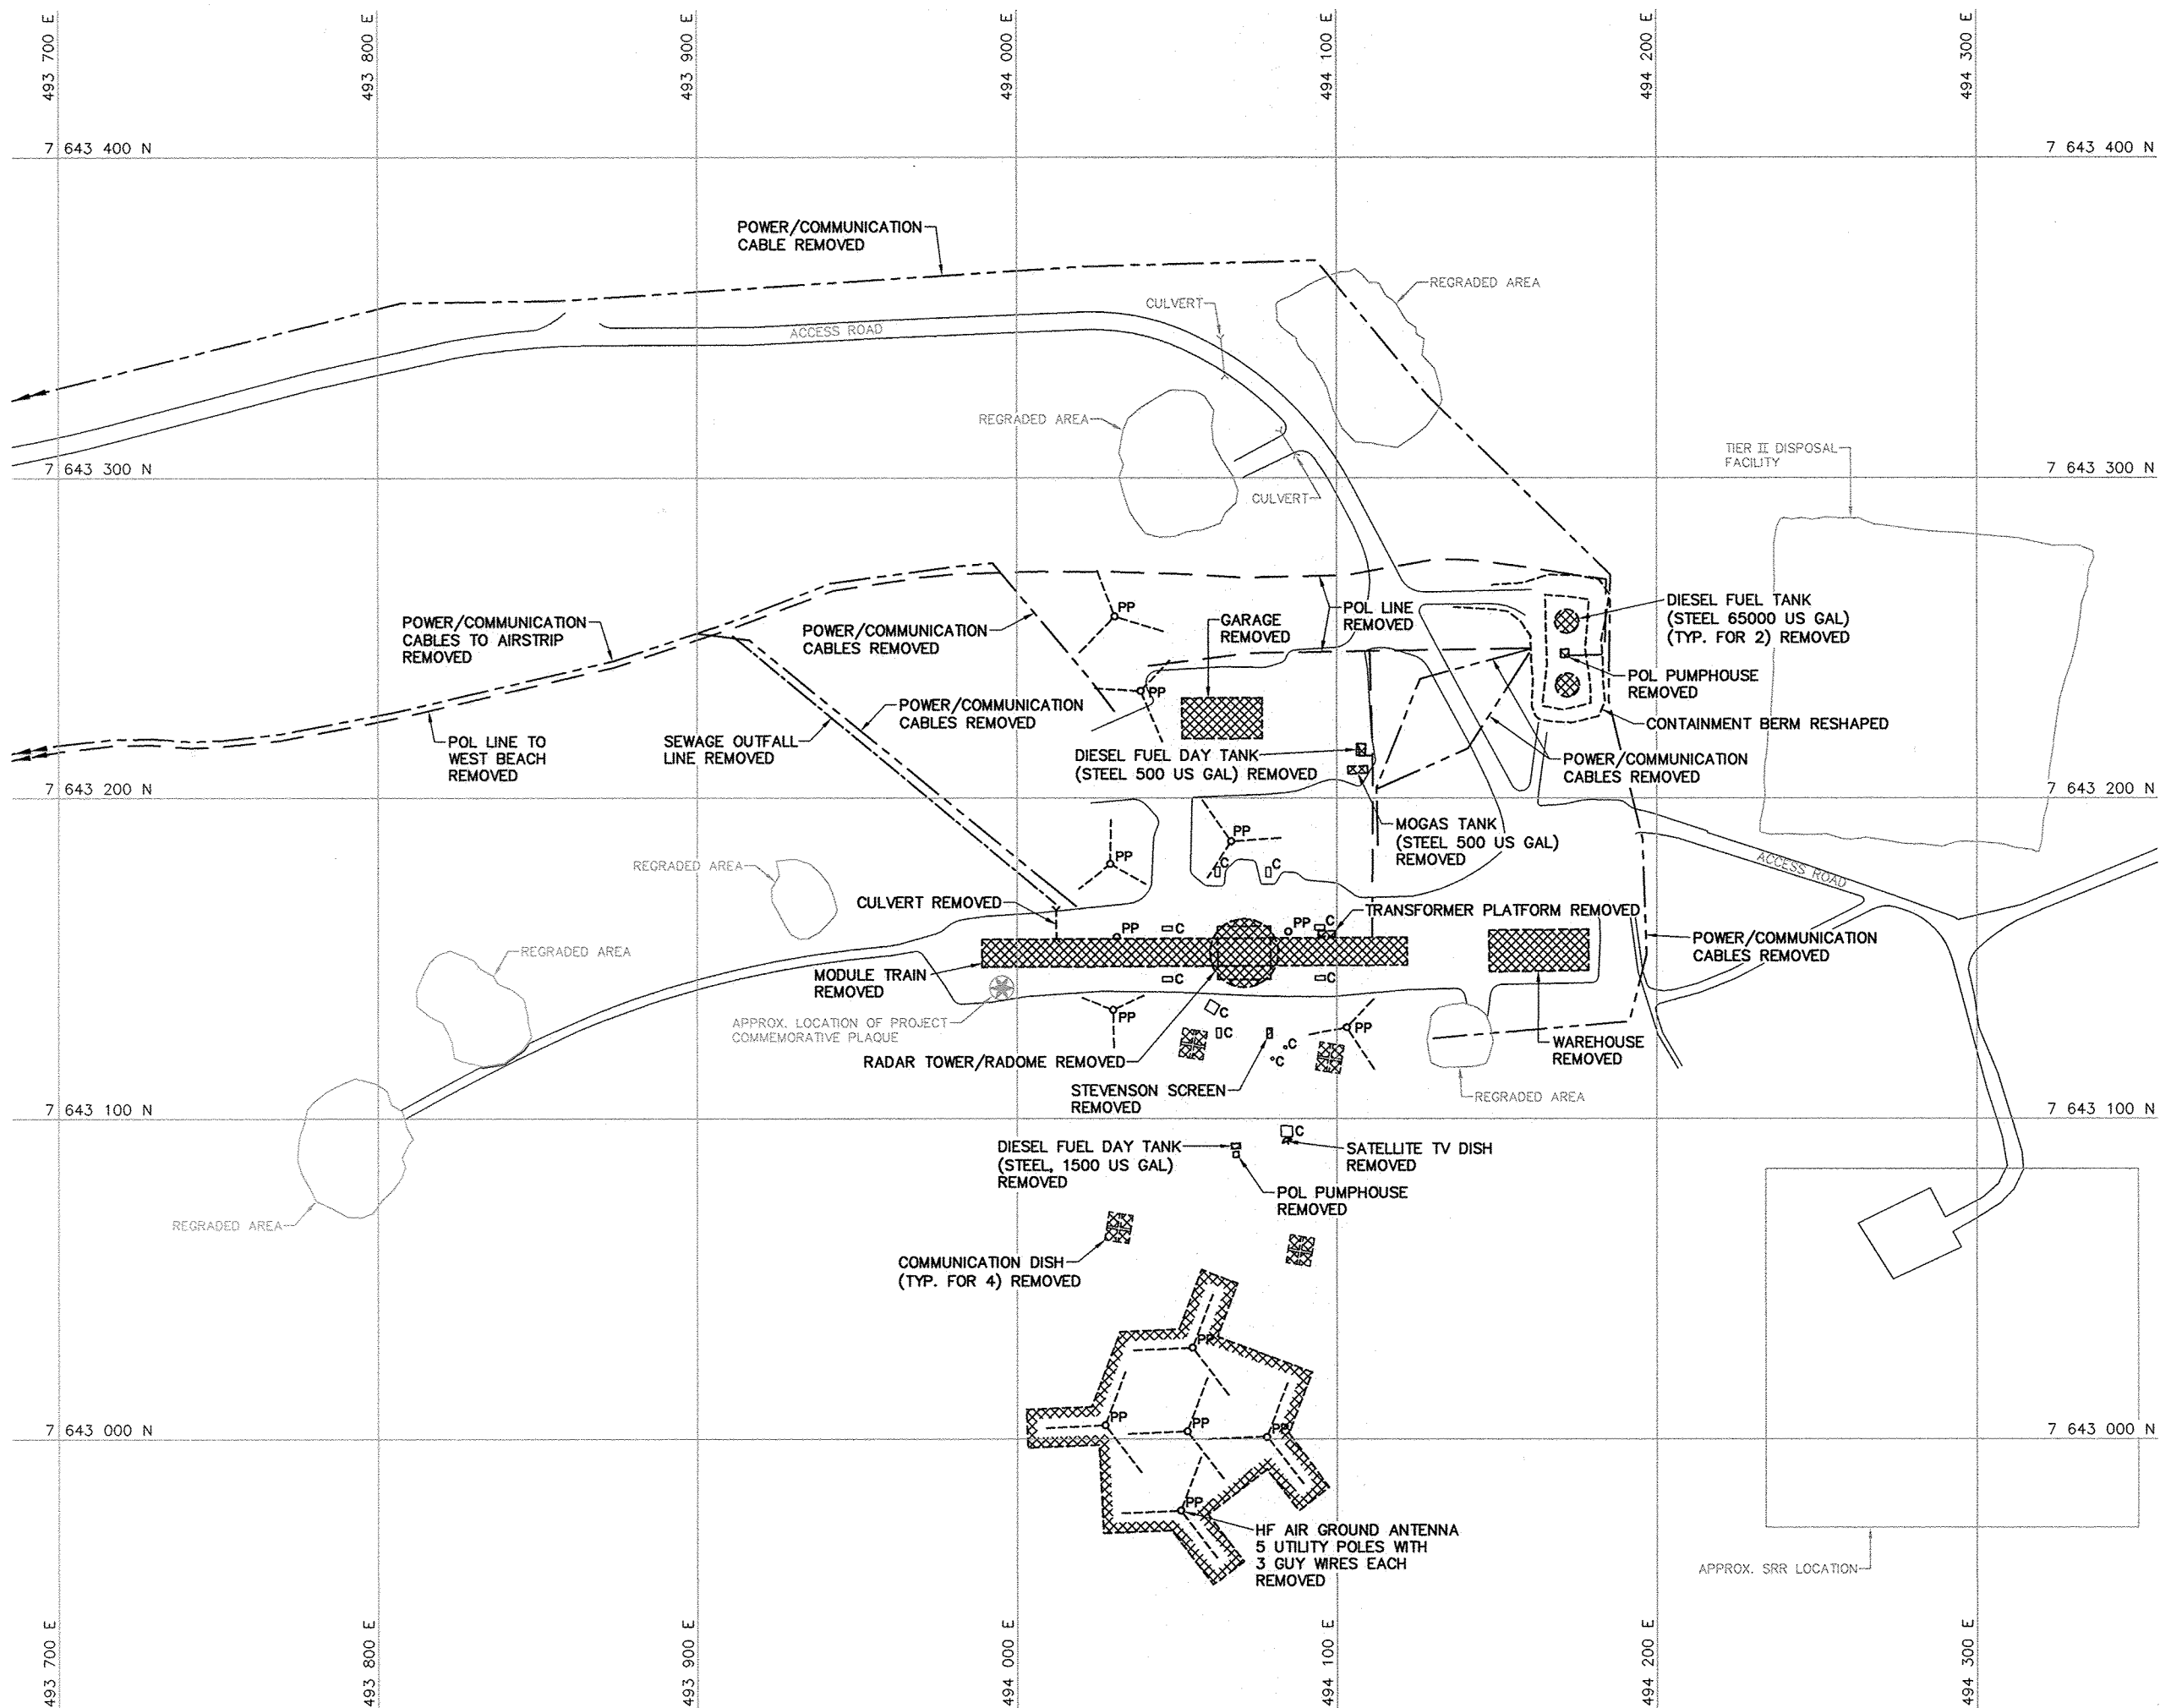 493 700 E
493 800 E
493 900 E
494 000 E
494 100 E
494 200 E
494 300 E
7 643 400 N
7 643 400 N
POWER/COMMUNICATION
CABLE REMOVED
REGRADED AREA
CULVERT
ACCESS ROAD
REGRADED AREA
TIER II DISPOSAL
FACILITY
7 643 300 N
7 643 300 N
CULVERT
POWER/COMMUNICATION
CABLES TO AIRSTRIP
REMOVED
POWER/COMMUNICATION
CABLES REMOVED
PP
GARAGE
REMOVED
POL LINE
REMOVED
DIESEL FUEL TANK
(STEEL 65000 US GAL)
(TYP. FOR 2) REMOVED
POL PUMPHOUSE
REMOVED
PP
POWER/COMMUNICATION
CABLES REMOVED
CONTAINMENT BERM RESHAPED
POL LINE TO
WEST BEACH
REMOVED
SEWAGE OUTFALL
LINE REMOVED
DIESEL FUEL DAY TANK
(STEEL 500 US GAL) REMOVED
POWER/COMMUNICATION
CABLES REMOVED
7 643 200 N
7 643 200 N
MOGAS TANK
(STEEL 500 US GAL)
REMOVED
PP
PP
C
C
REGRADED AREA
ACCESS ROAD
CULVERT REMOVED
TRANSFORMER PLATFORM REMOVED
PP
C
PP
C
POWER/COMMUNICATION
CABLES REMOVED
REGRADED AREA
MODULE TRAIN
REMOVED
C
C
APPROX. LOCATION OF PROJECT
COMMEMORATIVE PLAQUE
PP
C
C
PP
C
C
WAREHOUSE
REMOVED
RADAR TOWER/RADOME REMOVED
STEVENSON SCREEN
REMOVED
REGRADED AREA
7 643 100 N
7 643 100 N
C
DIESEL FUEL DAY TANK
(STEEL, 1500 US GAL)
REMOVED
SATELLITE TV DISH
REMOVED
POL PUMPHOUSE
REMOVED
REGRADED AREA
COMMUNICATION DISH
(TYP. FOR 4) REMOVED
PP
PP
PP
PP
7 643 000 N
7 643 000 N
PP
HF AIR GROUND ANTENNA
5 UTILITY POLES WITH
3 GUY WIRES EACH
REMOVED
APPROX. SRR LOCATION
493 700 E
493 800 E
493 900 E
494 000 E
494 100 E
494 200 E
494 300 E